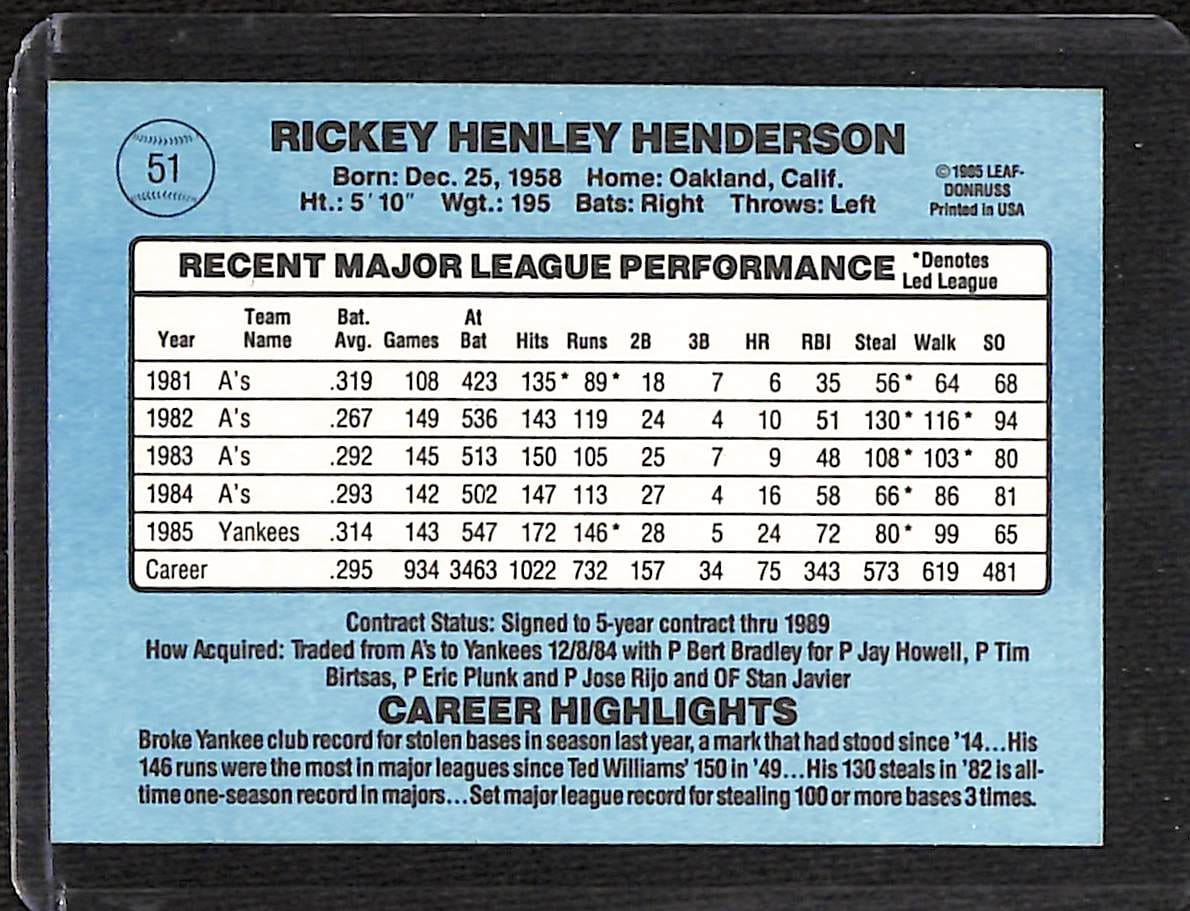 51
RICKEY HENLEY HENDERSON
Born: Dec. 25, 1958 Home: Oakland, Calif.
Ht.: 5'10" Wgt.: 195 Bats: Right Throws: Left
©1985 LEAF-
DONRUSS
Printed in USA
RECENT MAJOR LEAGUE PERFORMANCE
*Denotes
Led League
Year Team Name Bat. Avg. Games At Bat Hits Runs 2B 3B HR RBI Steal Walk SO
1981 A's .319 108 423 135* 89* 18 7 6 35 56* 64 68
1982 A's .267 149 536 143 119 24 4 10 51 130* 116* 94
1983 A's .292 145 513 150 105 25 7 9 48 108* 103* 80
1984 A's .293 142 502 147 113 27 4 16 58 66* 86 81
1985 Yankees .314 143 547 172 146* 28 5 24 72 80* 99 65
Career .295 934 3463 1022 732 157 34 75 343 573 619 481
Contract Status: Signed to 5-year contract thru 1989
How Acquired: Traded from A's to Yankees 12/8/84 with P Bert Bradley for P Jay Howell, P Tim
Birtsas, P Eric Plunk and P Jose Rijo and OF Stan Javier
CAREER HIGHLIGHTS
Broke Yankee club record for stolen bases in season last year, a mark that had stood since '14...His
146 runs were the most in major leagues since Ted Williams' 150 in '49...His 130 steals in '82 is all-
time one-season record in majors...Set major league record for stealing 100 or more bases 3 times.